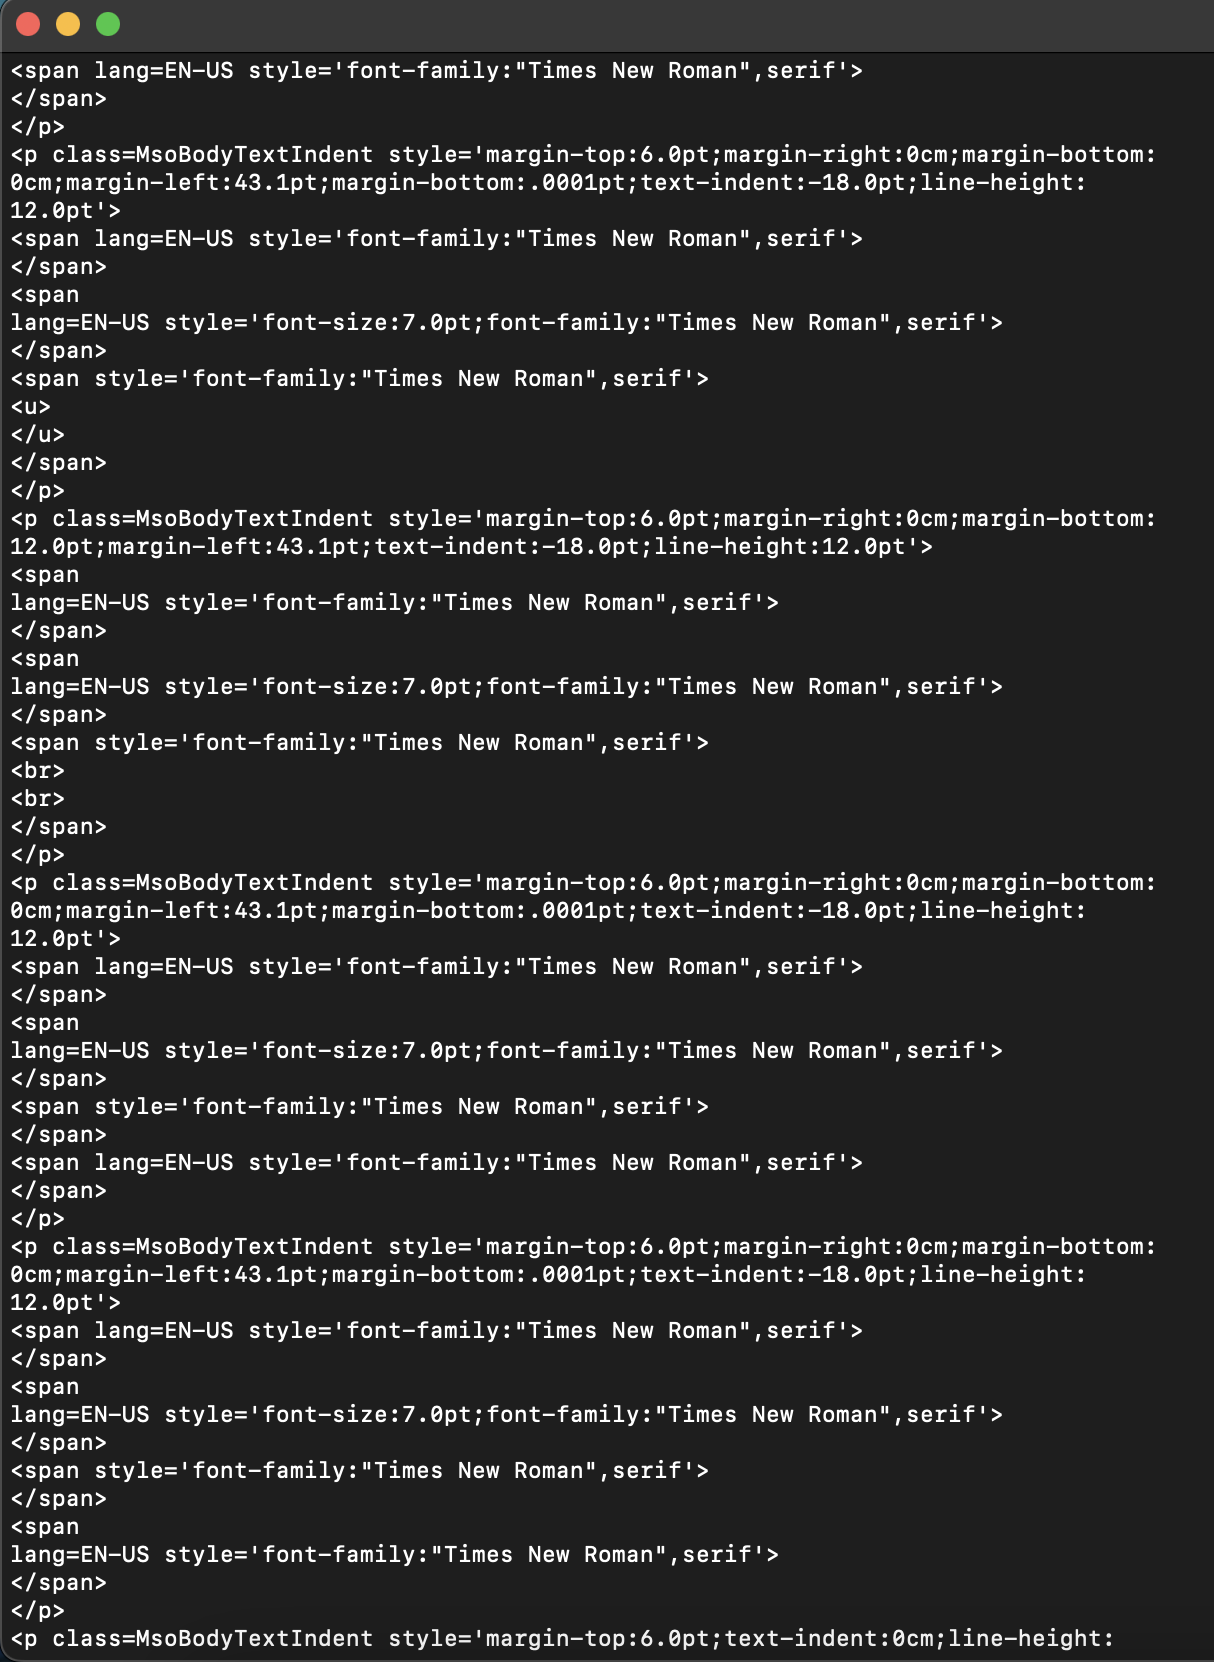 <span lang=EN-US style='font-family:"Times New Roman",serif'>
</span>
</p>
<p class=MsoBodyTextIndent style='margin-top:6.0pt;margin-right:0cm;margin-bottom:
0cm;margin-left:43.1pt;margin-bottom:.0001pt;text-indent:-18.0pt;line-height:
12.0pt'>
<span lang=EN-US style='font-family:"Times New Roman",serif'>
</span>
<span
lang=EN-US style='font-size:7.0pt;font-family:"Times New Roman",serif'>
</span>
<span style='font-family:"Times New Roman",serif'>
<u>
</u>
</span>
</p>
<p class=MsoBodyTextIndent style='margin-top:6.0pt;margin-right:0cm;margin-bottom:
12.0pt;margin-left:43.1pt;text-indent:-18.0pt;line-height:12.0pt'>
<span
lang=EN-US style='font-family:"Times New Roman",serif'>
</span>
<span
lang=EN-US style='font-size:7.0pt;font-family:"Times New Roman",serif'>
</span>
<span style='font-family:"Times New Roman",serif'>
<br>
<br>
</span>
</p>
<p class=MsoBodyTextIndent style='margin-top:6.0pt;margin-right:0cm;margin-bottom:
0cm;margin-left:43.1pt;margin-bottom:.0001pt;text-indent:-18.0pt;line-height:
12.0pt'>
<span lang=EN-US style='font-family:"Times New Roman",serif'>
</span>
<span
lang=EN-US style='font-size:7.0pt;font-family:"Times New Roman",serif'>
</span>
<span style='font-family:"Times New Roman",serif'>
</span>
<span lang=EN-US style='font-family:"Times New Roman",serif'>
</span>
</p>
<p class=MsoBodyTextIndent style='margin-top:6.0pt;margin-right:0cm;margin-bottom:
0cm;margin-left:43.1pt;margin-bottom:.0001pt;text-indent:-18.0pt;line-height:
12.0pt'>
<span lang=EN-US style='font-family:"Times New Roman",serif'>
</span>
<span
lang=EN-US style='font-size:7.0pt;font-family:"Times New Roman",serif'>
</span>
<span style='font-family:"Times New Roman",serif'>
</span>
<span
lang=EN-US style='font-family:"Times New Roman",serif'>
</span>
</p>
<p class=MsoBodyTextIndent style='margin-top:6.0pt;text-indent:0cm;line-height: